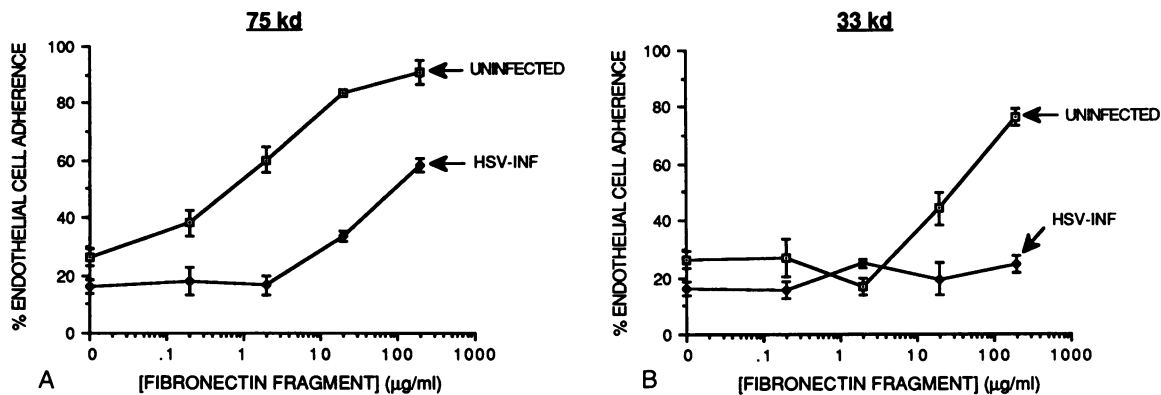 75 kd
100
80
60
40
20
0
% ENDOTHELIAL CELL ADHERENCE
UNINFECTED
HSV-INF
0 .1 1 10 100 1000
[FIBRONECTIN FRAGMENT] (µg/ml)
A
33 kd
100
80
60
40
20
0
% ENDOTHELIAL CELL ADHERENCE
UNINFECTED
HSV-INF
0 .1 1 10 100 1000
[FIBRONECTIN FRAGMENT] (µg/ml)
B